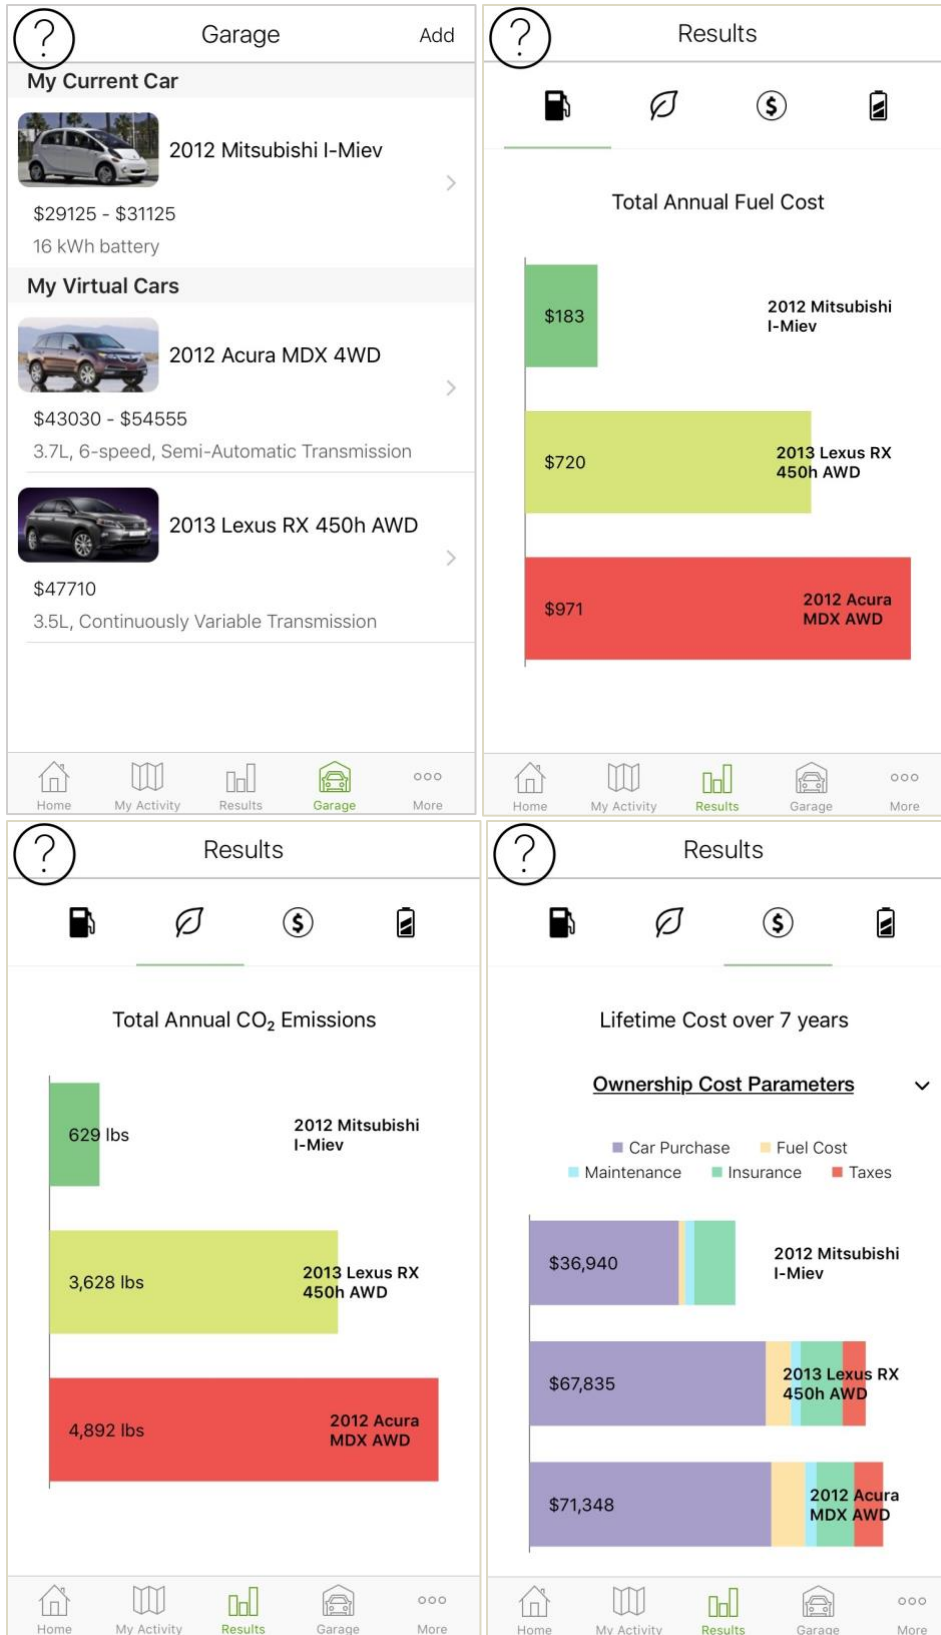 ?
Garage
Add
My Current Car
2012 Mitsubishi I-Miev
$29125 - $31125
16 kWh battery
My Virtual Cars
2012 Acura MDX 4WD
$43030 - $54555
3.7L, 6-speed, Semi-Automatic Transmission
2013 Lexus RX 450h AWD
$47710
3.5L, Continuously Variable Transmission
Home
My Activity
Results
Garage
More
?
Results
$
Total Annual Fuel Cost
$183
2012 Mitsubishi
I-Miev
$720
2013 Lexus RX
450h AWD
$971
2012 Acura
MDX AWD
Home
My Activity
Results
Garage
More
?
Results
$
Total Annual CO₂ Emissions
629 lbs
2012 Mitsubishi
I-Miev
3,628 lbs
2013 Lexus RX
450h AWD
4,892 lbs
2012 Acura
MDX AWD
Home
My Activity
Results
Garage
More
?
Results
$
Lifetime Cost over 7 years
Ownership Cost Parameters
Car Purchase
Fuel Cost
Maintenance
Insurance
Taxes
$36,940
2012 Mitsubishi
I-Miev
$67,835
2013 Lexus RX
450h AWD
$71,348
2012 Acura
MDX AWD
Home
My Activity
Results
Garage
More